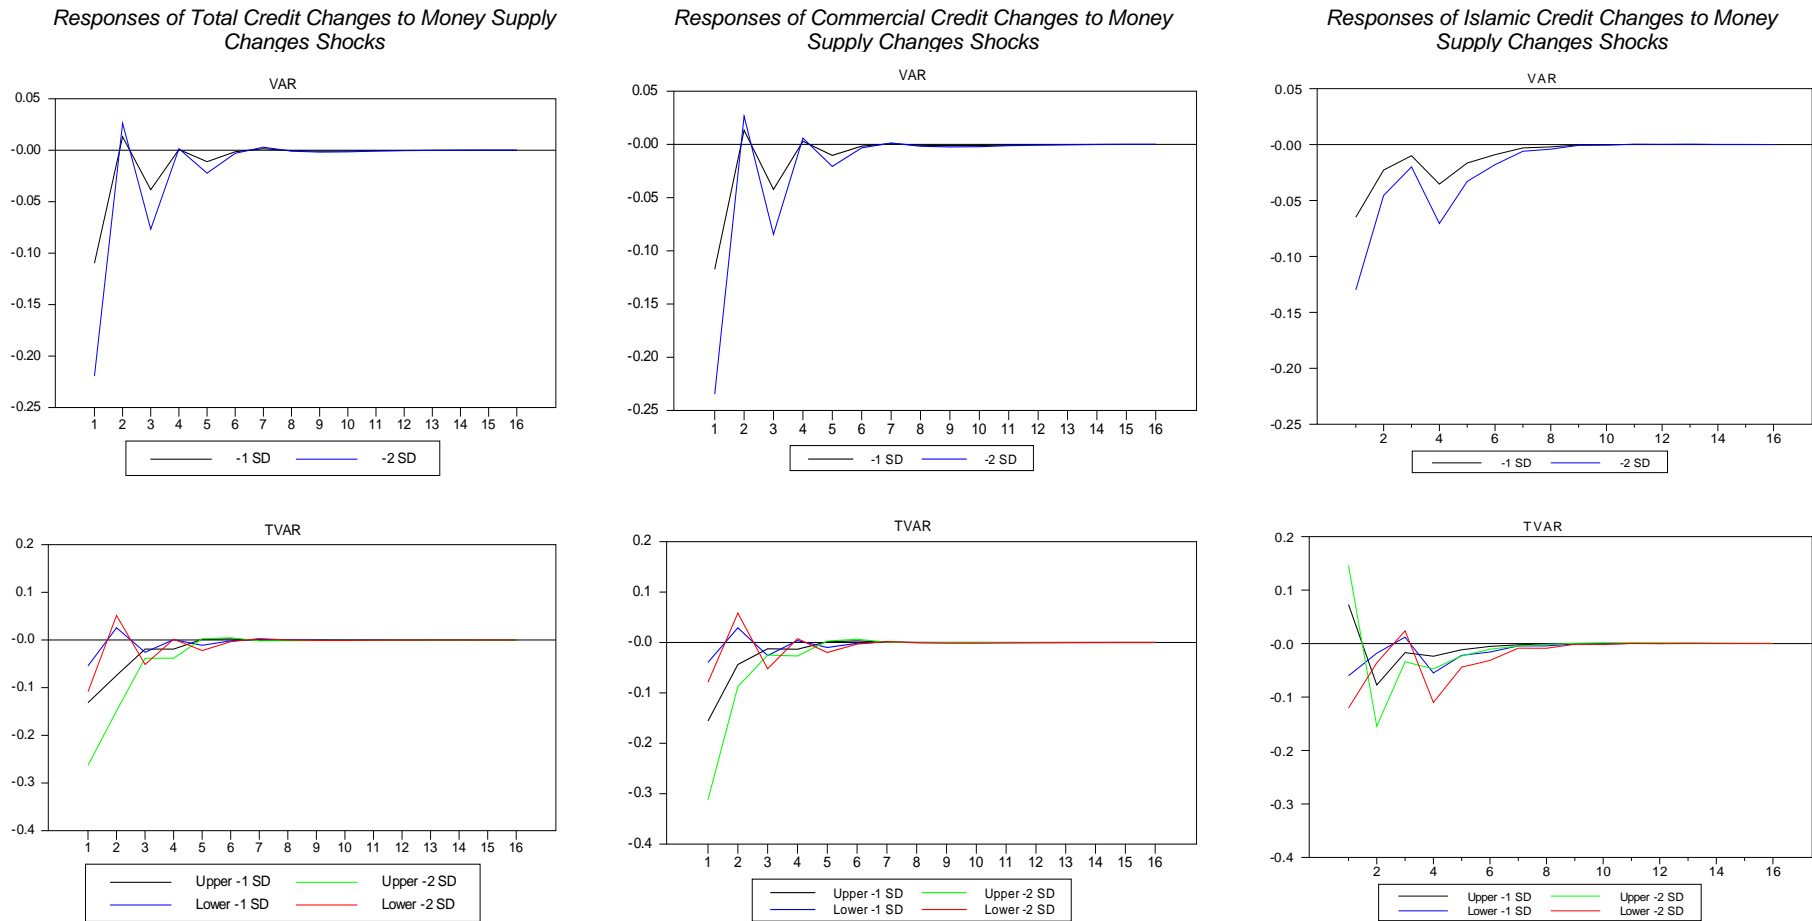 Responses of Total Credit Changes to Money Supply
Changes Shocks
VAR
0.05
-0.00
-0.05
-0.10
-0.15
-0.20
-0.25
1 2 3 4 5 6 7 8 9 10 11 12 13 14 15 16
-1 SD -2 SD
Responses of Commercial Credit Changes to Money
Supply Changes Shocks
VAR
0.05
-0.00
-0.05
-0.10
-0.15
-0.20
-0.25
1 2 3 4 5 6 7 8 9 10 11 12 13 14 15 16
-1 SD -2 SD
Responses of Islamic Credit Changes to Money
Supply Changes Shocks
VAR
0.05
-0.00
-0.05
-0.10
-0.15
-0.20
-0.25
2 4 6 8 10 12 14 16
-1 SD -2 SD
TVAR
0.2
0.1
-0.0
-0.1
-0.2
-0.3
-0.4
1 2 3 4 5 6 7 8 9 10 11 12 13 14 15 16
Upper -1 SD Upper -2 SD
Lower -1 SD Lower -2 SD
TVAR
0.2
0.1
-0.0
-0.1
-0.2
-0.3
-0.4
1 2 3 4 5 6 7 8 9 10 11 12 13 14 15 16
Upper -1 SD Upper -2 SD
Lower -1 SD Lower -2 SD
TVAR
0.2
0.1
-0.0
-0.1
-0.2
-0.3
-0.4
2 4 6 8 10 12 14 16
Upper -1 SD Upper -2 SD
Lower -1 SD Lower -2 SD